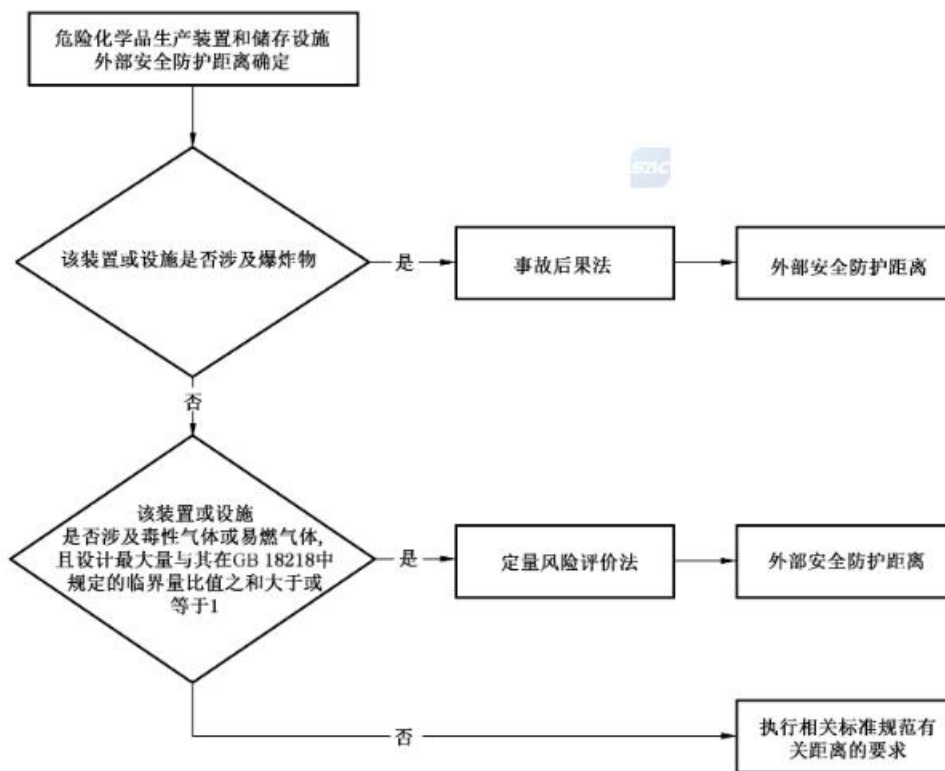 危险化学品生产装置和储存设施
外部安全防护距离确定
SZIC
该装置或设施是否涉及爆炸物
是
事故后果法
外部安全防护距离
否
该装置或设施
是否涉及毒性气体或易燃气体,
且设计最大量与其在GB 18218中
规定的临界量比值之和大于或
等于1
是
定量风险评价法
外部安全防护距离
否
执行相关标准规范有
关距离的要求